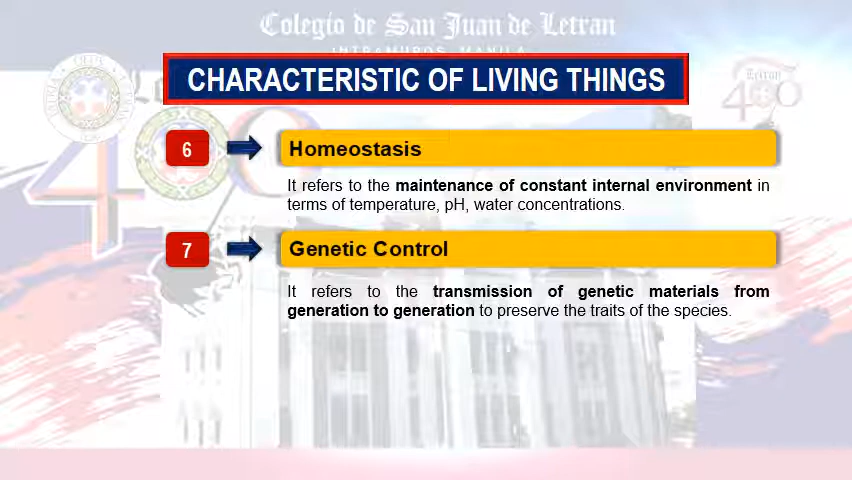 Colegio de San Juan de Letran
INTRAMUROS, MANILA
CHARACTERISTIC OF LIVING THINGS
Letran
400
6
Homeostasis
It refers to the maintenance of constant internal environment in
terms of temperature, pH, water concentrations.
7
Genetic Control
It refers to the transmission of genetic materials from
generation to generation to preserve the traits of the species.